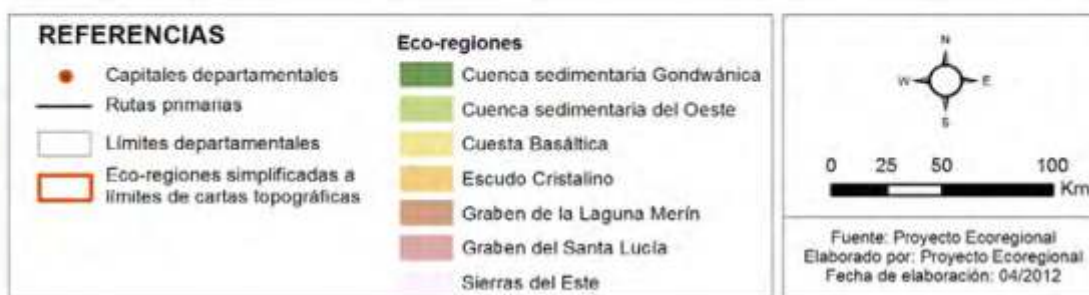 REFERENCIAS
Capitales departamentales
Rutas primarias
Límites departamentales
Eco-regiones simplificadas a
límites de cartas topográficas
Eco-regiones
Cuenca sedimentaria Gondwánica
Cuenca sedimentaria del Oeste
Cuesta Basáltica
Escudo Cristalino
Graben de la Laguna Merín
Graben del Santa Lucía
Sierras del Este
N
W
E
S
0 25 50 100
Km
Fuente: Proyecto Ecoregional
Elaborado por: Proyecto Ecoregional
Fecha de elaboración: 04/2012